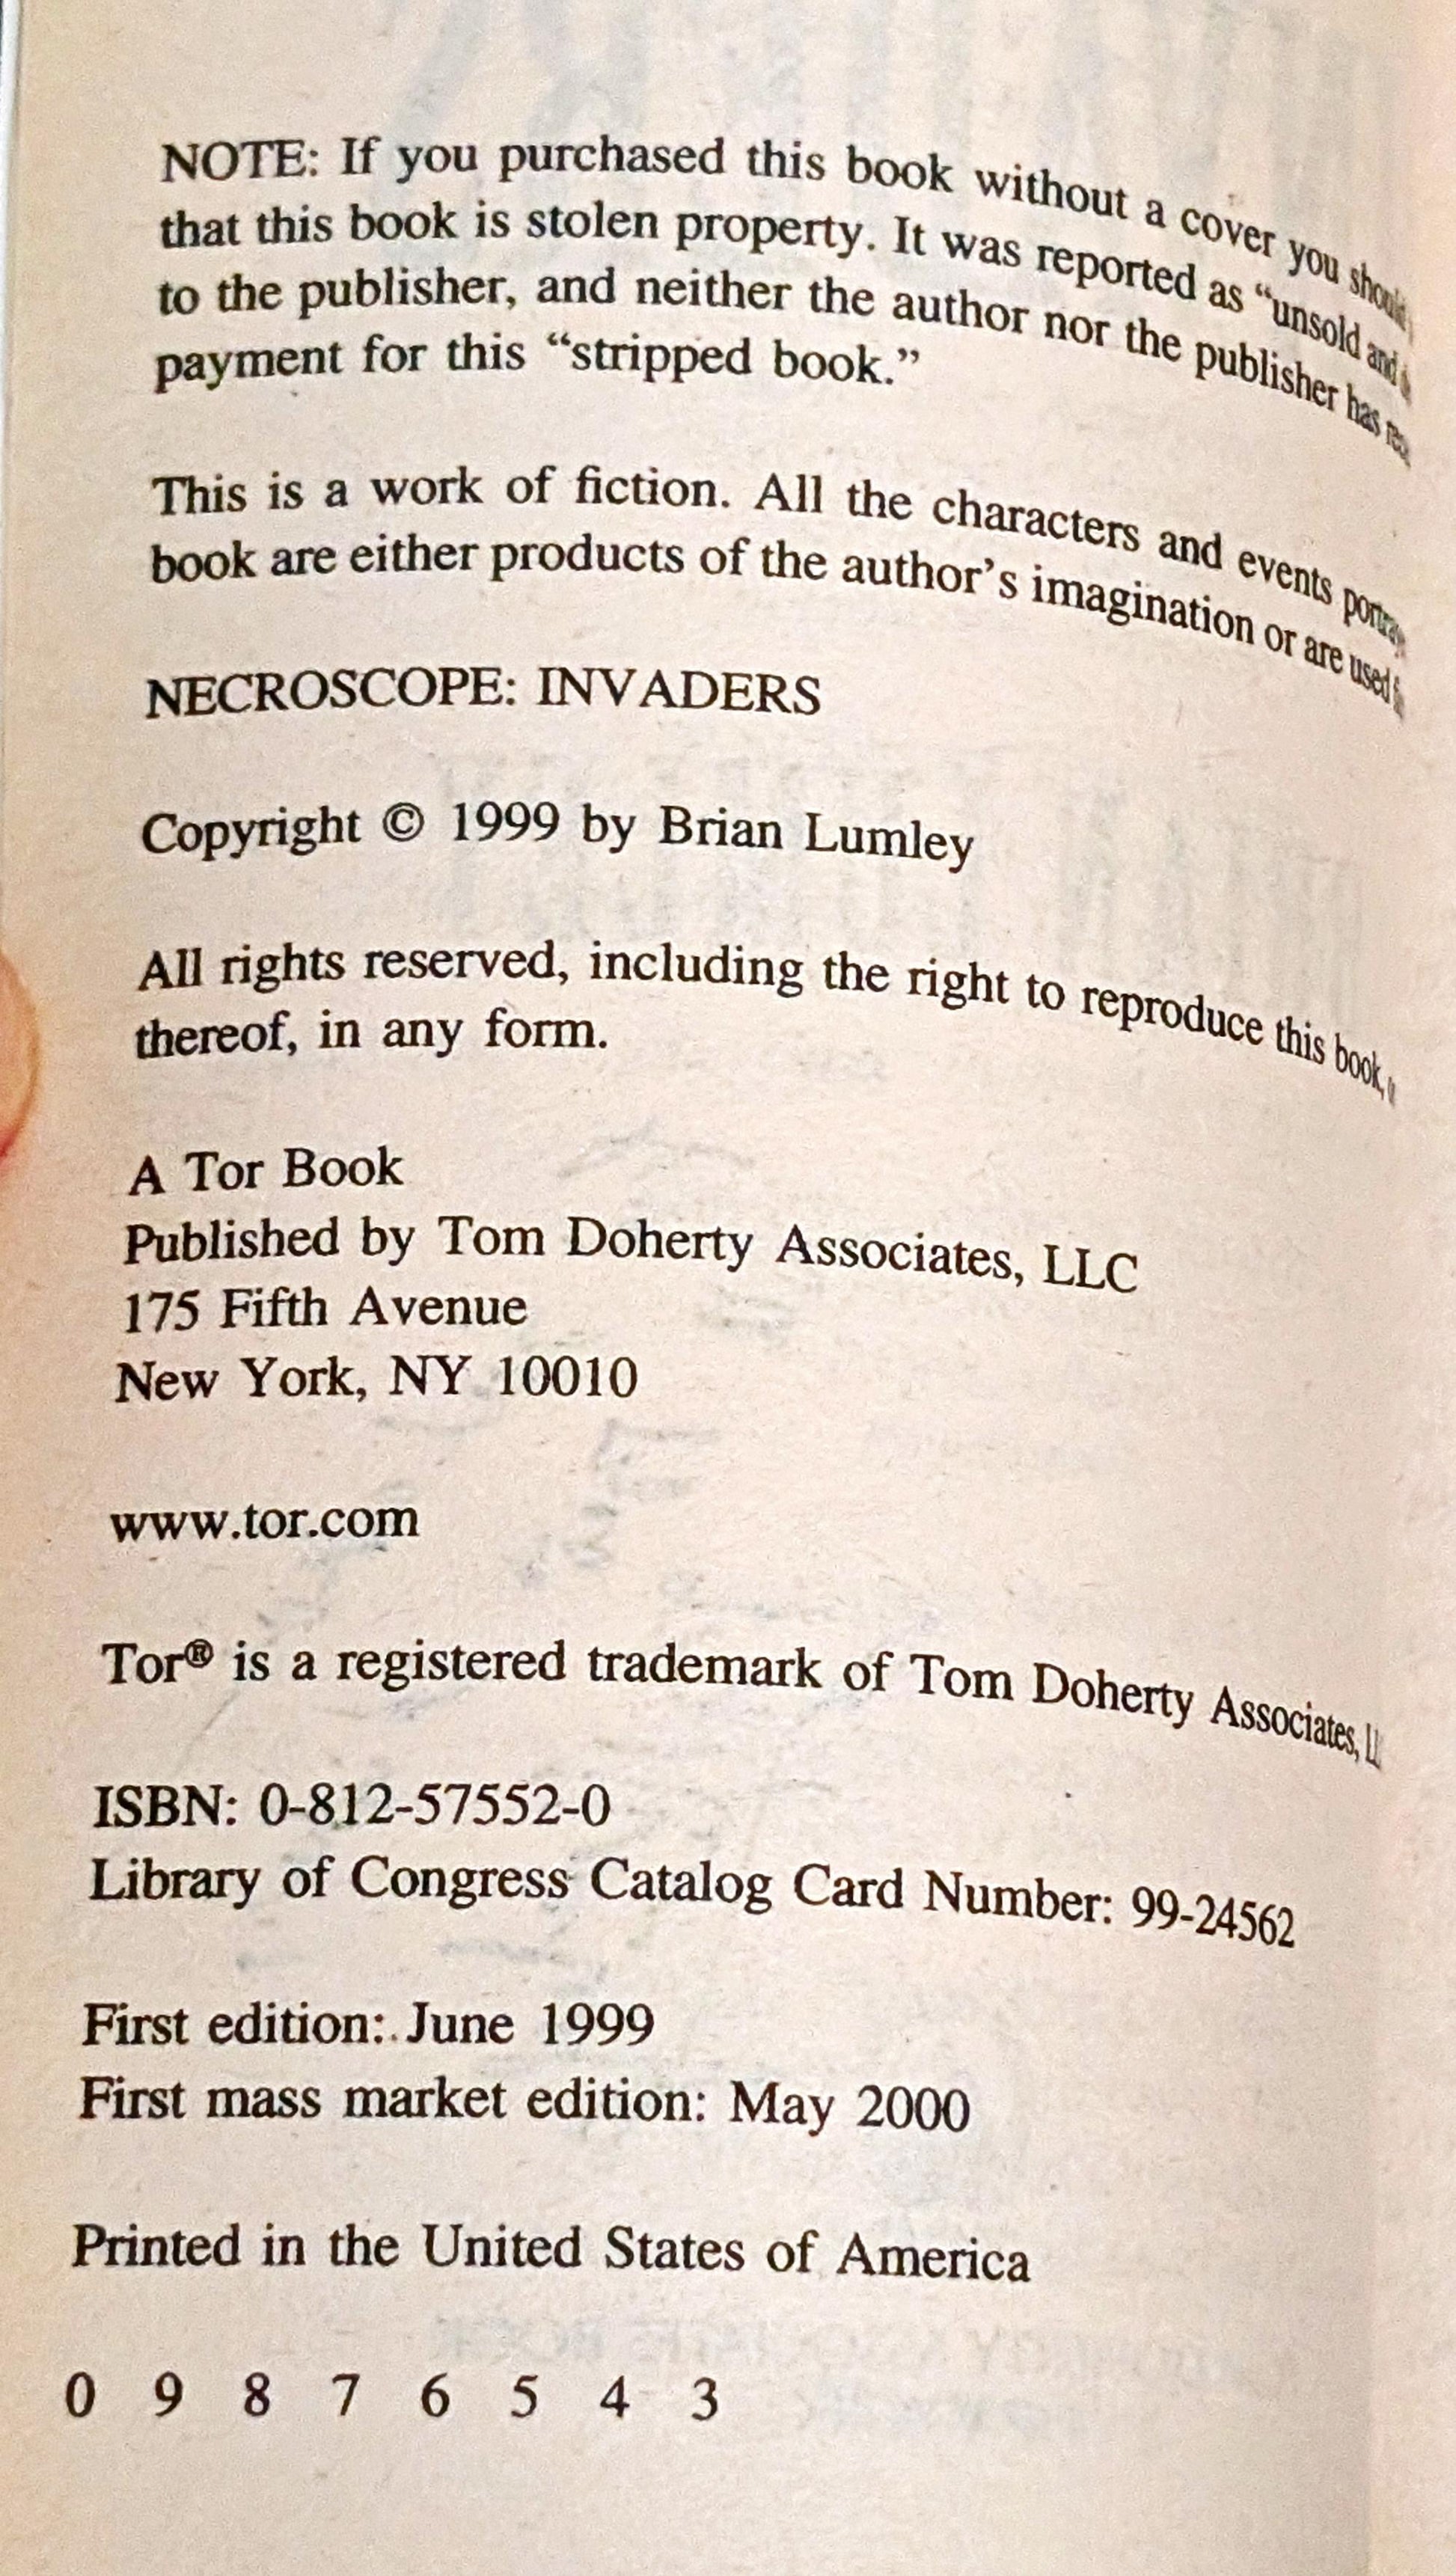 NOTE: If you purchased this book without a cover you should
that this book is stolen property. It was reported as “unsold and
to the publisher, and neither the author nor the publisher has
payment for this “stripped book.”
This is a work of fiction. All the characters and events
book are either products of the author’s imagination or are used
NECROSCOPE: INVADERS
Copyright © 1999 by Brian Lumley
All rights reserved, including the right to reproduce this book,
thereof, in any form.
A Tor Book
Published by Tom Doherty Associates, LLC
175 Fifth Avenue
New York, NY 10010
www.tor.com
Tor® is a registered trademark of Tom Doherty Associates,
ISBN: 0-812-57552-0
Library of Congress Catalog Card Number: 99-24562
First edition: June 1999
First mass market edition: May 2000
Printed in the United States of America
0 9 8 7 6 5 4 3